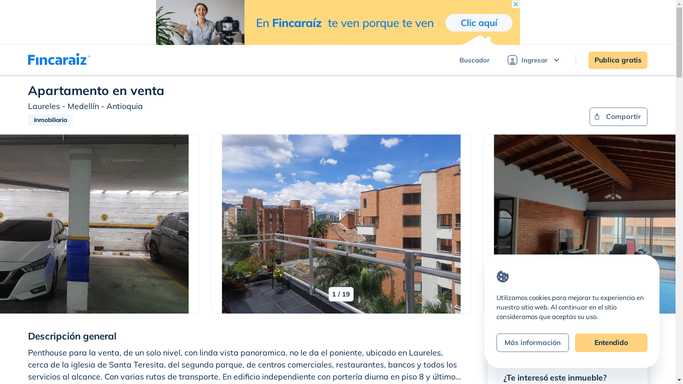 En Fincaraíz te ven porque te ven
Clic aquí
Fincaraiz
Buscador
Ingresar
Publica gratis
Apartamento en venta
Laureles - Medellín - Antioquia
Inmobiliaria
Compartir
1 / 19
Utilizamos cookies para mejorar tu experiencia en
nuestro sitio web. Al continuar en el sitio
consideramos que aceptas su uso.
Más información
Entendido
Descripción general
Penthouse para la venta, de un solo nivel, con linda vista panoramica, no le da el poniente, ubicado en Laureles,
cerca de la iglesia de Santa Teresita, del segundo parque, de centros comerciales, restaurantes, bancos y todos los
servicios al alcance. Con varias rutas de transporte. En edificio independiente con portería diurna en piso 8 y último...
¿Te interesó este inmueble?